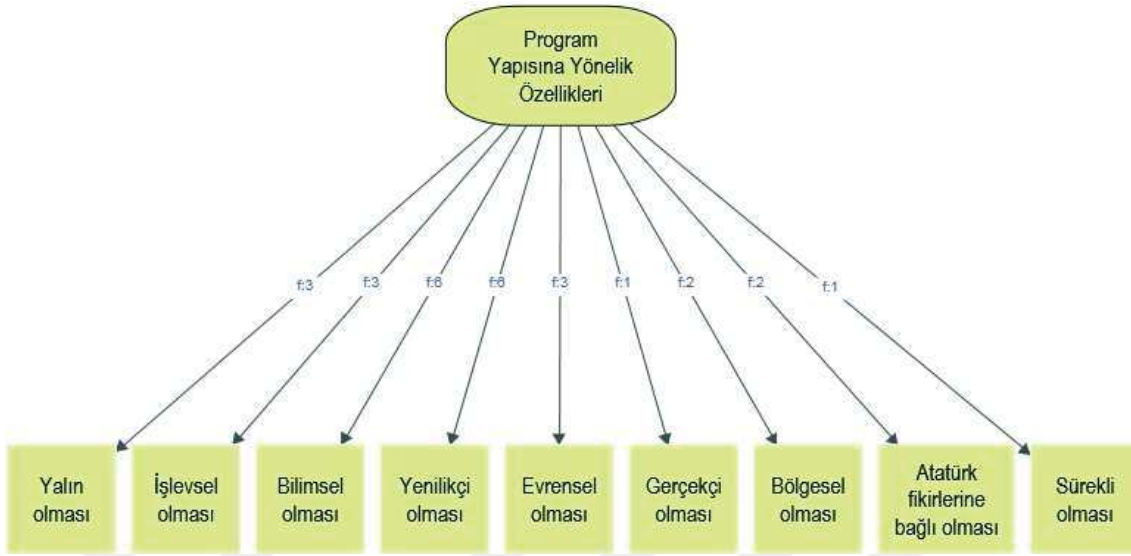 Program
Yapısına Yönelik
Özellikleri
f:3
f:3
f:6
f:6
f:3
f:1
f:2
f:2
f:1
Yalın
olması
İşlevsel
olması
Bilimsel
olması
Yenilikçi
olması
Evrensel
olması
Gerçekçi
olması
Bölgesel
olması
Atatürk
fikirlerine
bağlı olması
Sürekli
olması